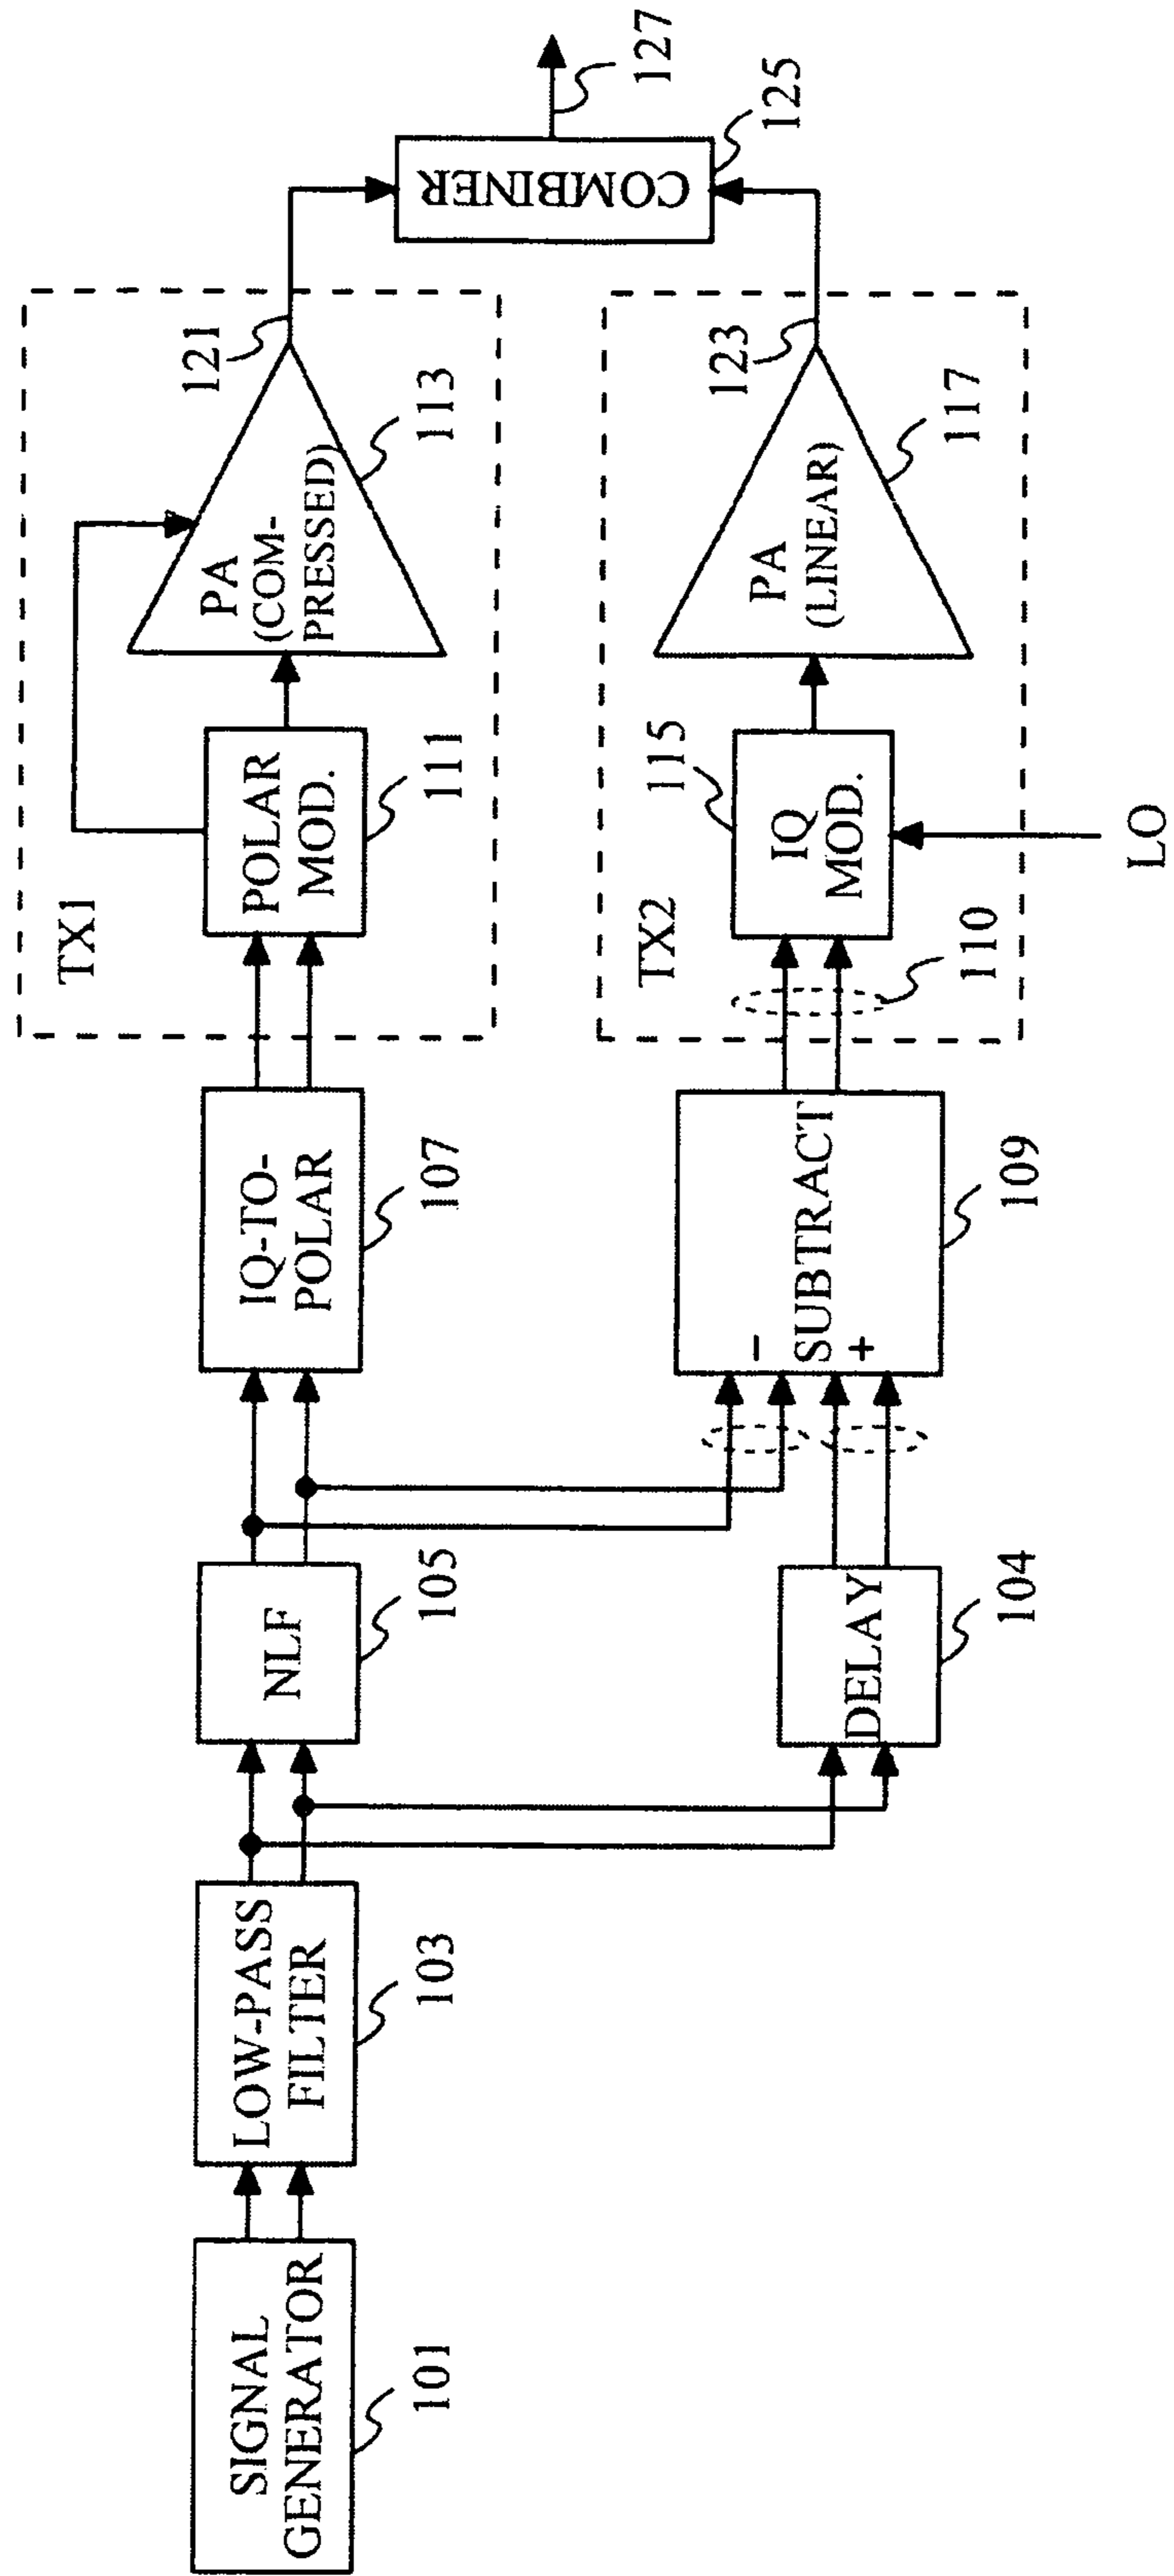 SIGNAL
GENERATOR
101
LOW-PASS
FILTER
103
NLF
105
DELAY
104
IQ-TO-
POLAR
107
-
SUBTRACT
+
109
TX1
POLAR
MOD.
111
PA
(COM-
PRESSED)
113
121
TX2
110
IQ
MOD.
115
LO
PA
(LINEAR)
117
123
COMBINER
125
127